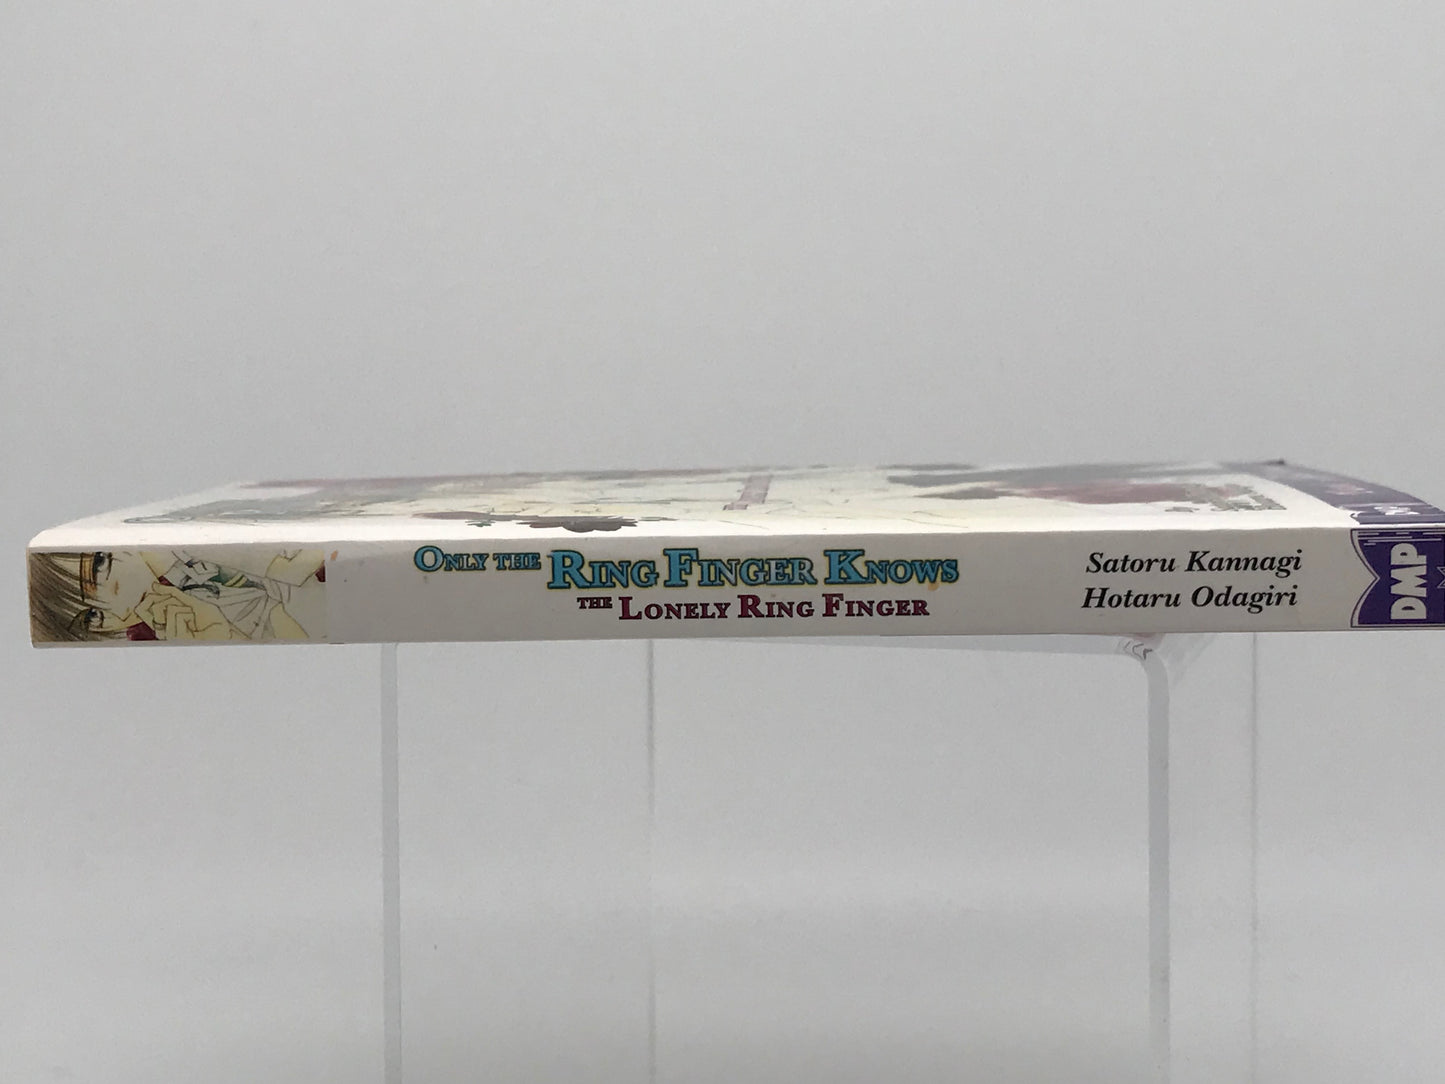 ONLY THE RING FINGER KNOWS
THE LONELY RING FINGER
Satoru Kannagi
Hotaru Odagiri
DMP